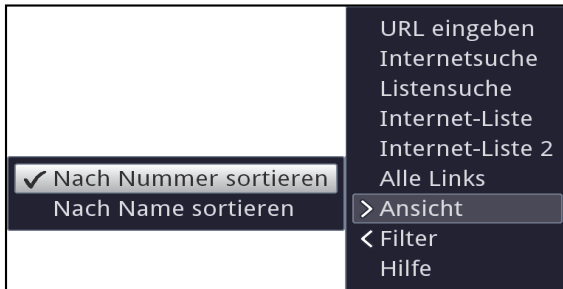 URL eingeben
Internetsuche
Listensuche
Internet-Liste
Internet-Liste 2
Alle Links
Ansicht
Filter
Hilfe
Nach Nummer sortieren
Nach Name sortieren